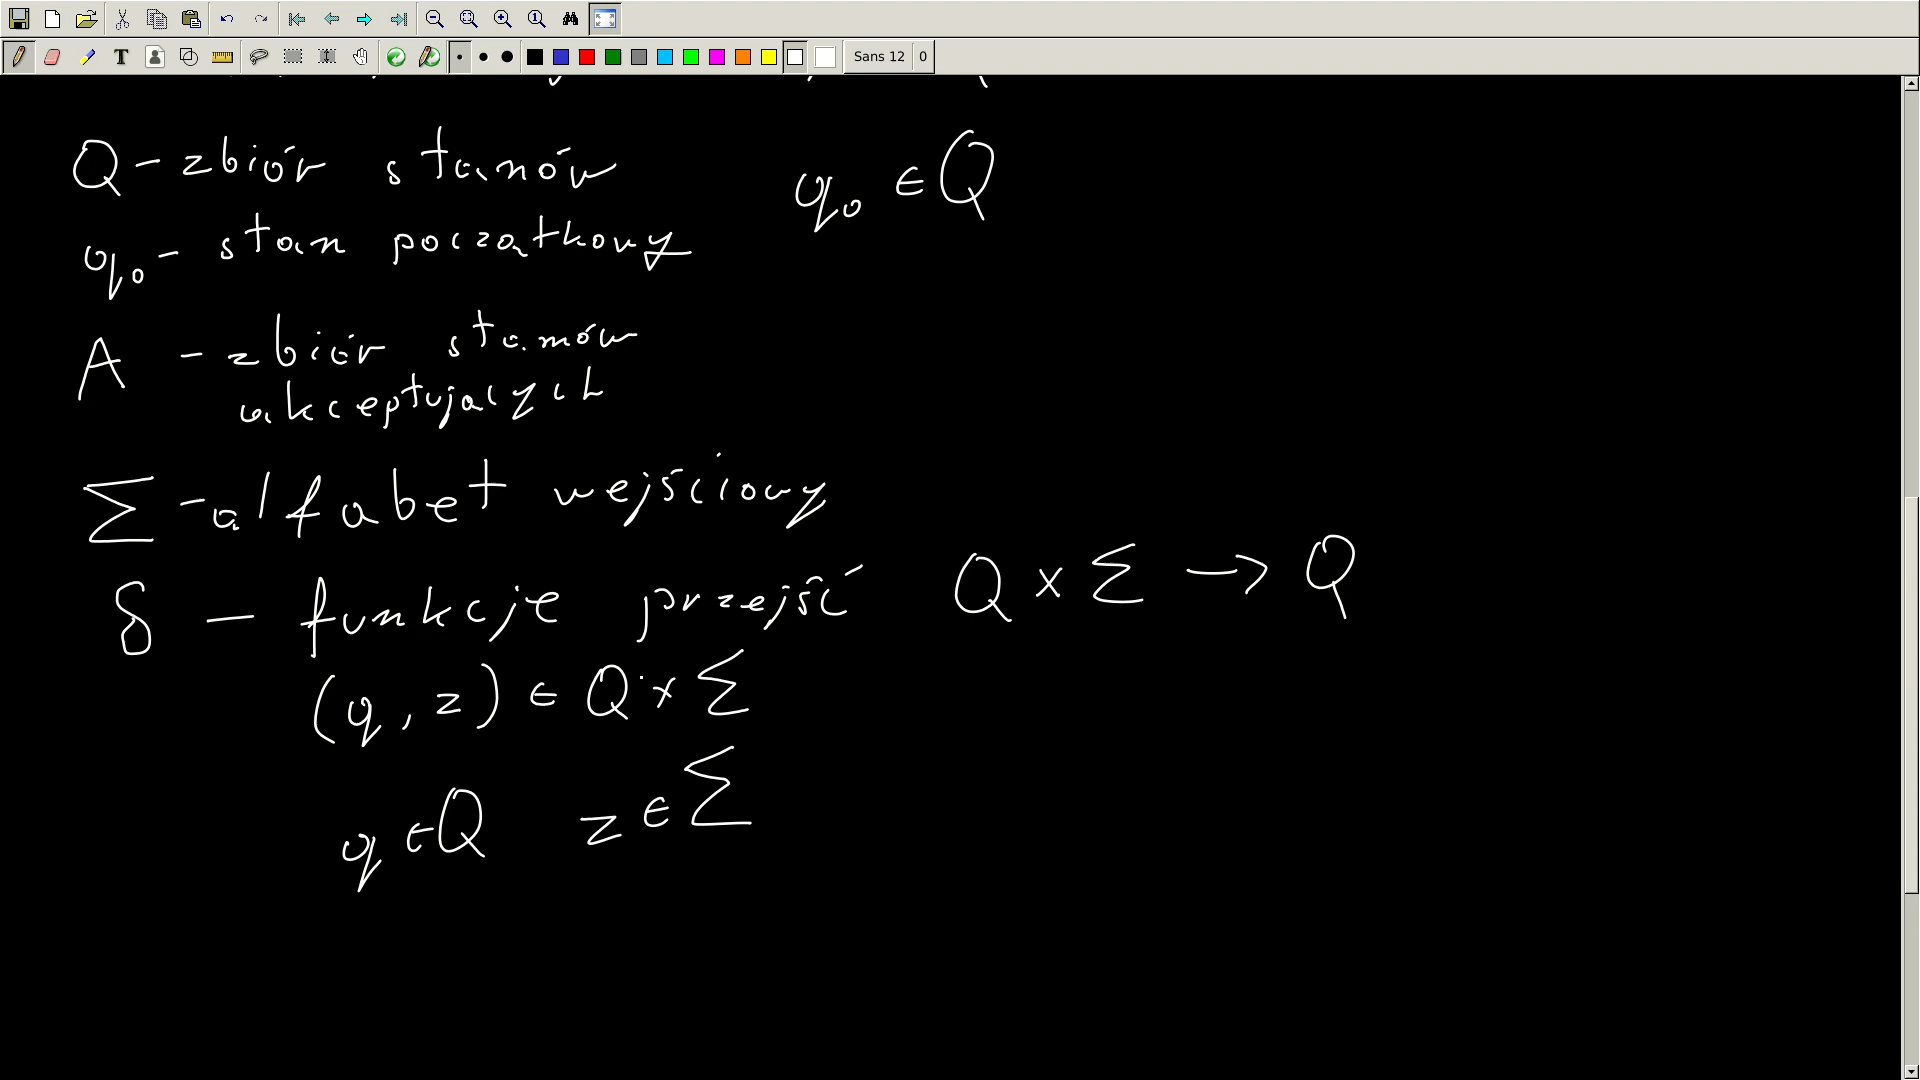 Sans 12 0
Q - zbiór stanów q₀ ∈ Q
q₀ - stan początkowy
A - zbiór stanów
akceptujących
Σ - alfabet wejściowy
δ - funkcje przejść Q × Σ → Q
(q, z) ∈ Q × Σ
q ∈ Q z ∈ Σ